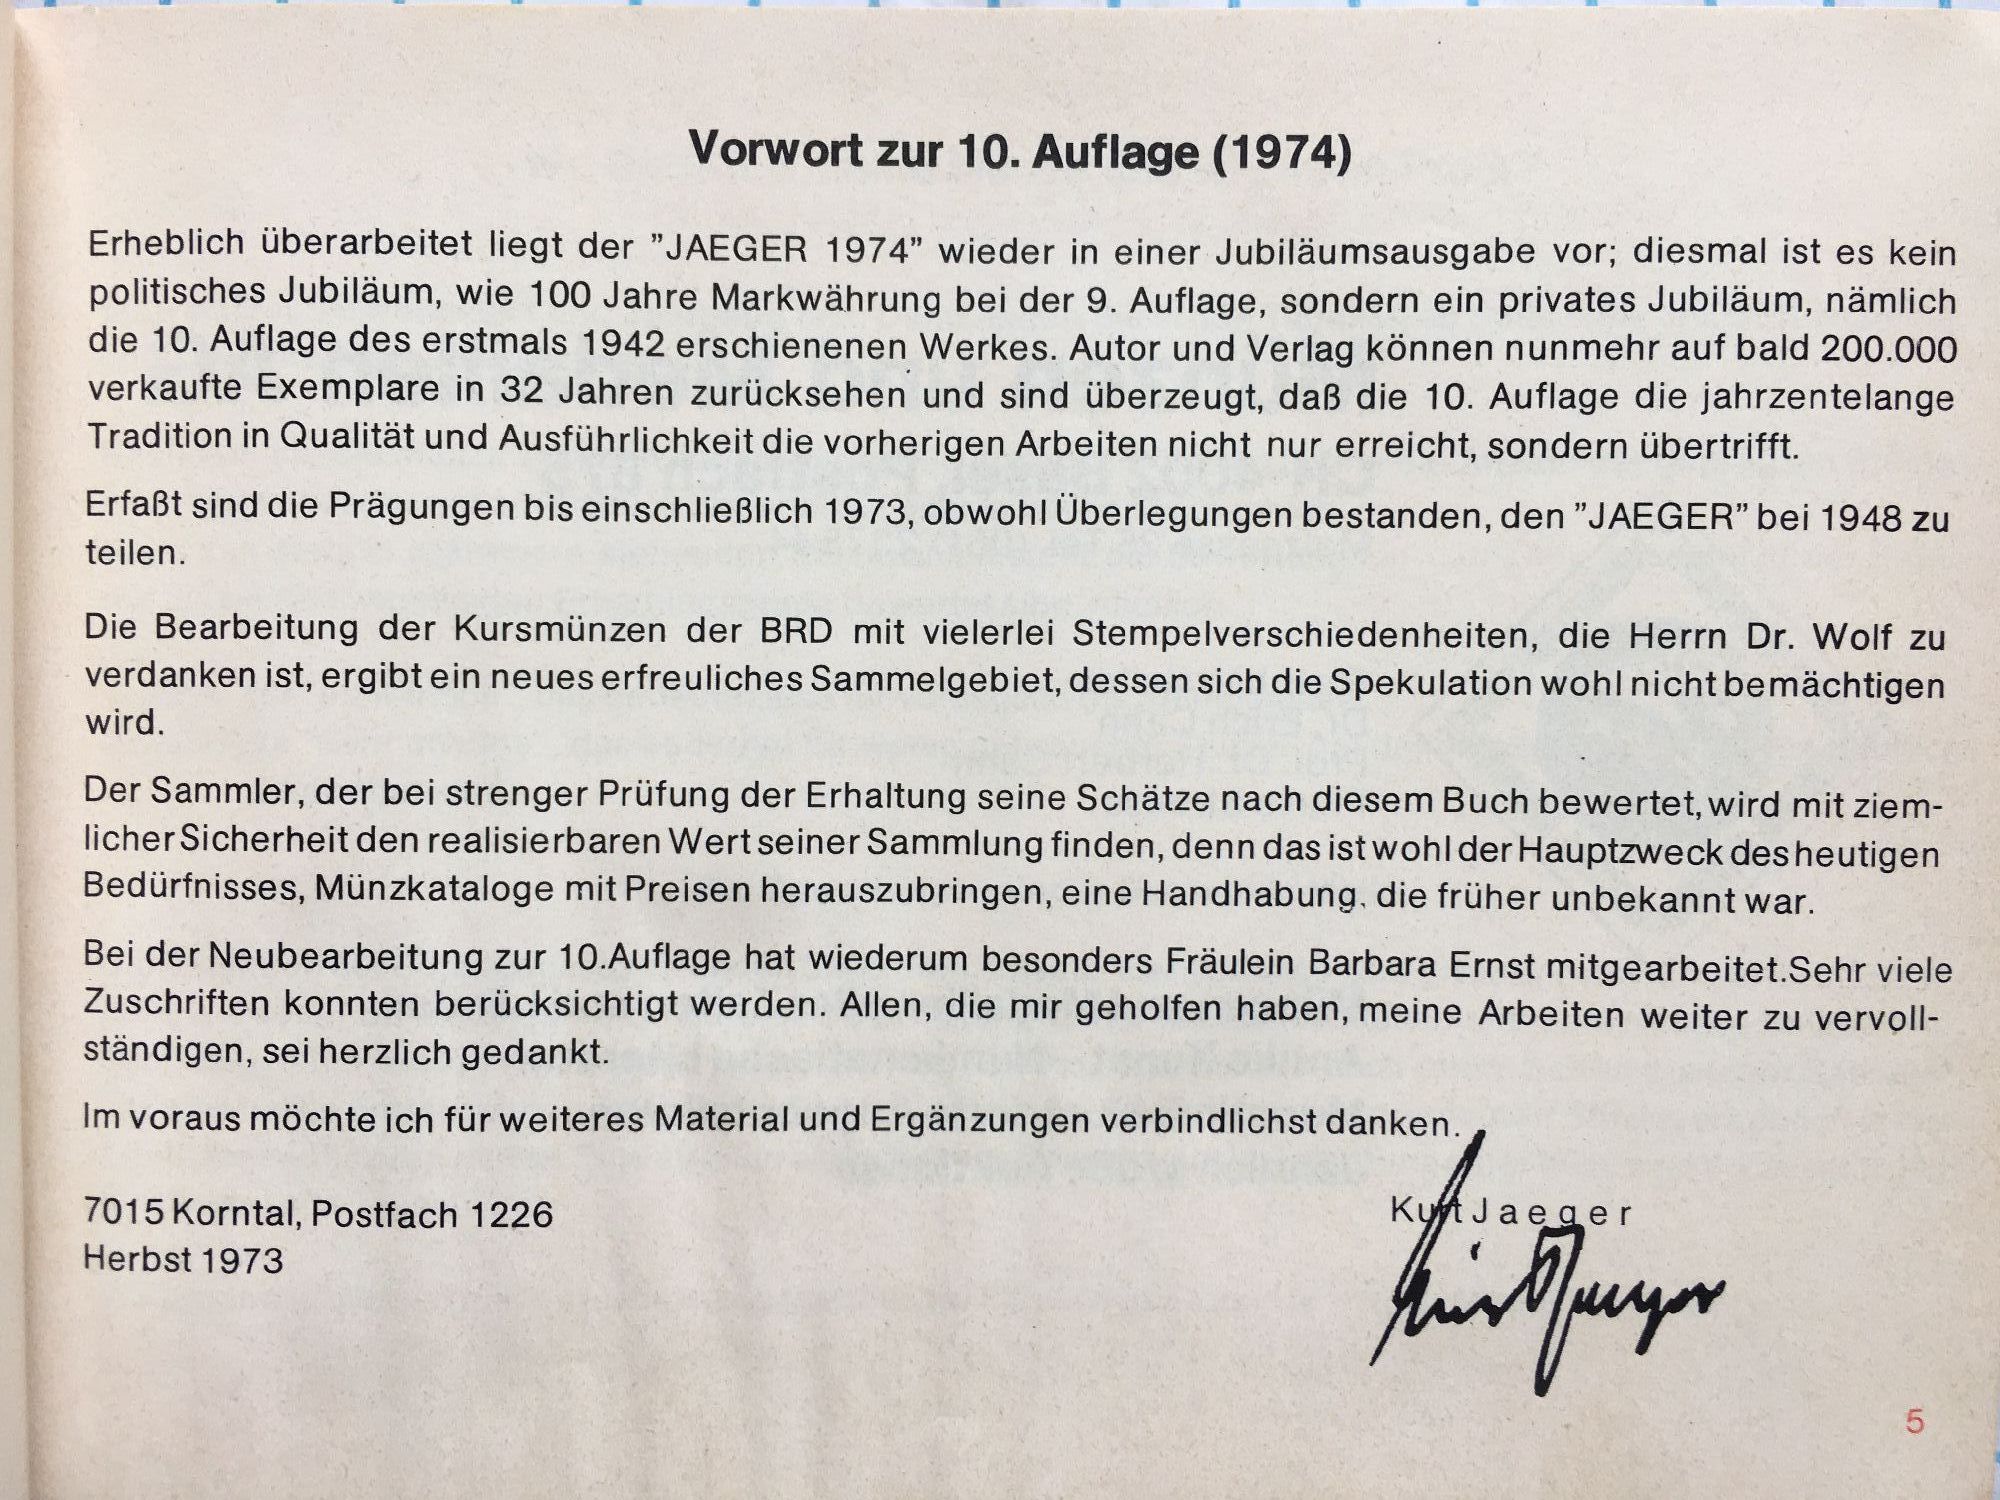 Vorwort zur 10. Auflage (1974)
Erheblich überarbeitet liegt der ”JAEGER 1974” wieder in einer Jubiläumsausgabe vor; diesmal ist es kein
politisches Jubiläum, wie 100 Jahre Markwährung bei der 9. Auflage, sondern ein privates Jubiläum, nämlich
die 10. Auflage des erstmals 1942 erschienenen Werkes. Autor und Verlag können nunmehr auf bald 200.000
verkaufte Exemplare in 32 Jahren zurücksehen und sind überzeugt, daß die 10. Auflage die jahrzentelange
Tradition in Qualität und Ausführlichkeit die vorherigen Arbeiten nicht nur erreicht, sondern übertrifft.
Erfaßt sind die Prägungen bis einschließlich 1973, obwohl Überlegungen bestanden, den ”JAEGER” bei 1948 zu
teilen.
Die Bearbeitung der Kursmünzen der BRD mit vielerlei Stempelverschiedenheiten, die Herrn Dr. Wolf zu
verdanken ist, ergibt ein neues erfreuliches Sammelgebiet, dessen sich die Spekulation wohl nicht bemächtigen
wird.
Der Sammler, der bei strenger Prüfung der Erhaltung seine Schätze nach diesem Buch bewertet, wird mit ziem-
licher Sicherheit den realisierbaren Wert seiner Sammlung finden, denn das ist wohl der Hauptzweck des heutigen
Bedürfnisses, Münzkataloge mit Preisen herauszubringen, eine Handhabung, die früher unbekannt war.
Bei der Neubearbeitung zur 10.Auflage hat wiederum besonders Fräulein Barbara Ernst mitgearbeitet.Sehr viele
Zuschriften konnten berücksichtigt werden. Allen, die mir geholfen haben, meine Arbeiten weiter zu vervoll-
ständigen, sei herzlich gedankt.
Im voraus möchte ich für weiteres Material und Ergänzungen verbindlichst danken.
7015 Korntal, Postfach 1226
Herbst 1973
Kurt Jaeger
Kurt Jaeger
5